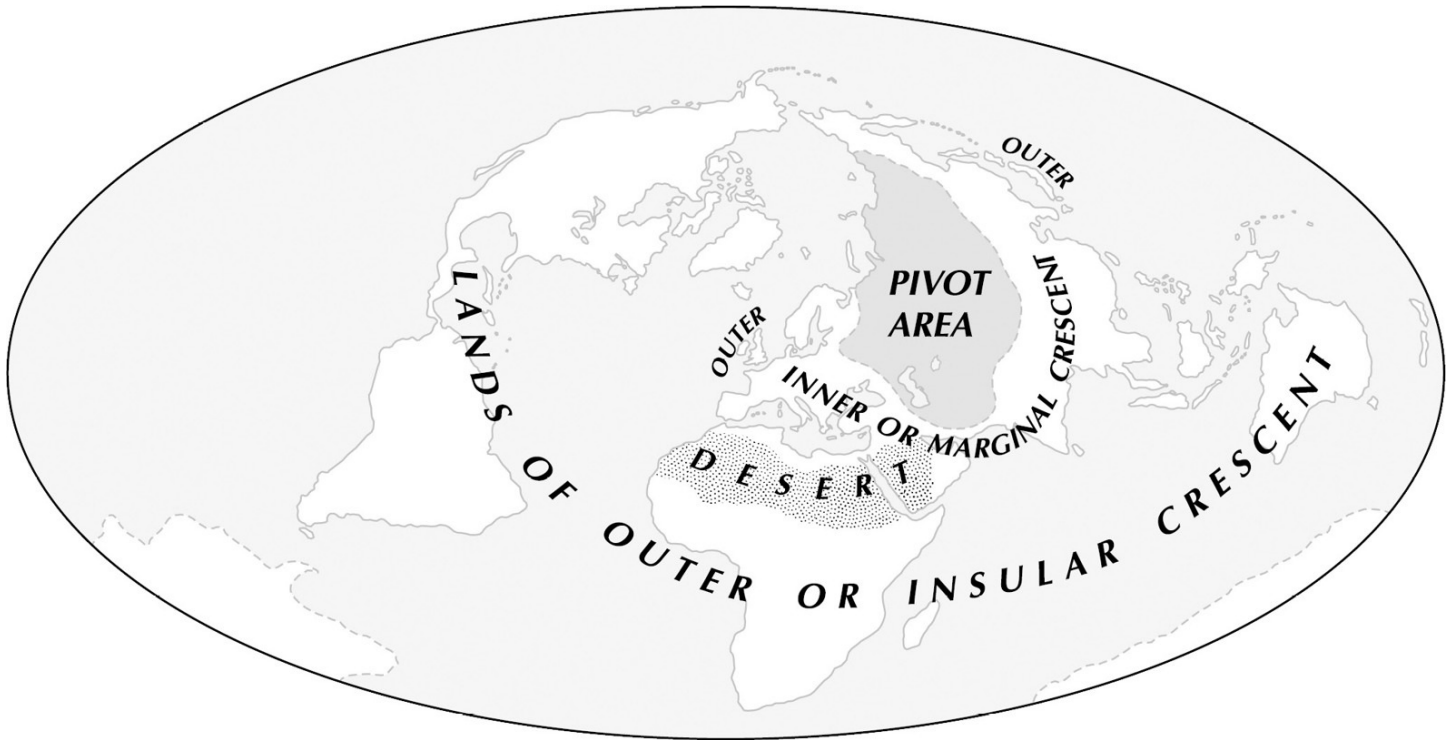 OUTER
PIVOT
AREA
OUTER
INNER OR MARGINAL CRESCENT
DESERT
LANDS OF OUTER OR INSULAR CRESCENT